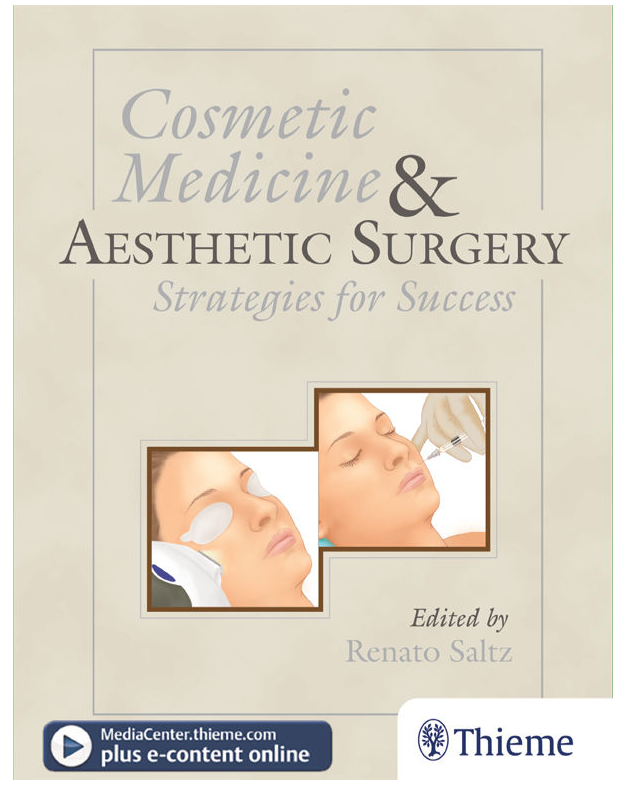 Cosmetic
Medicine &
AESTHETIC SURGERY
Strategies for Success
Edited by
Renato Saltz
MediaCenter.thieme.com
plus e-content online
Thieme